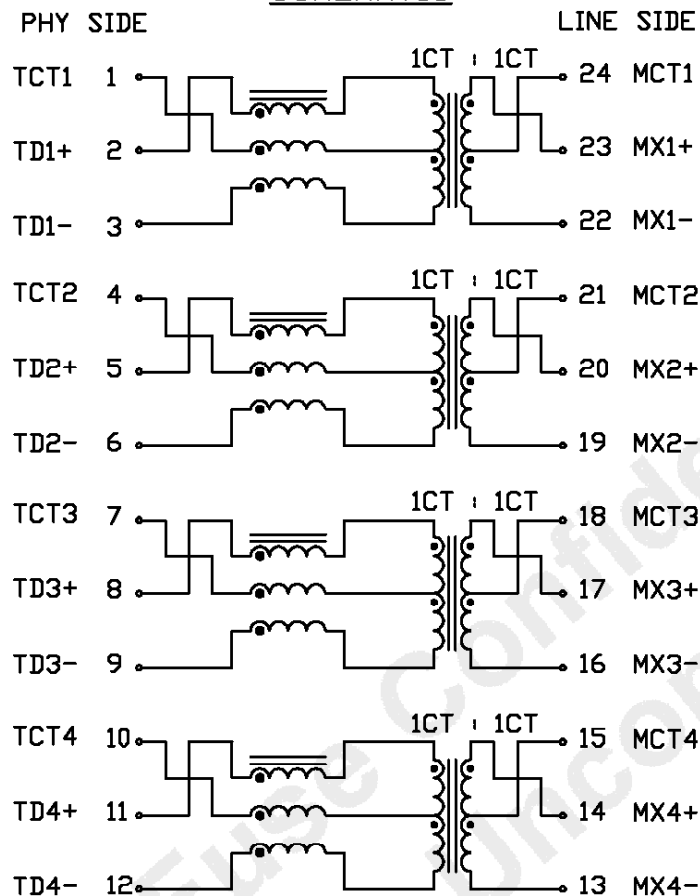 PHY SIDE LINE SIDE
1CT : 1CT
TCT1 1 24 MCT1
TD1+ 2 23 MX1+
TD1- 3 22 MX1-
1CT : 1CT
TCT2 4 21 MCT2
TD2+ 5 20 MX2+
TD2- 6 19 MX2-
1CT : 1CT
TCT3 7 18 MCT3
TD3+ 8 17 MX3+
TD3- 9 16 MX3-
1CT : 1CT
TCT4 10 15 MCT4
TD4+ 11 14 MX4+
TD4- 12 13 MX4-